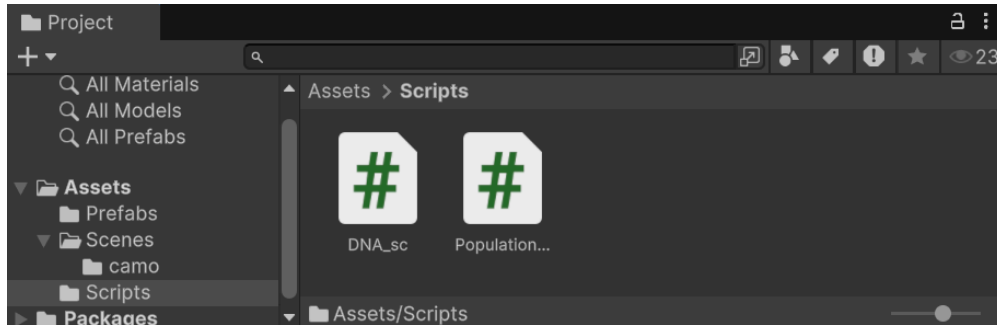 Project
23
All Materials
All Models
All Prefabs
Assets
Prefabs
Scenes
camo
Scripts
Packages
Assets > Scripts
# #
DNA_sc Population...
Assets/Scripts